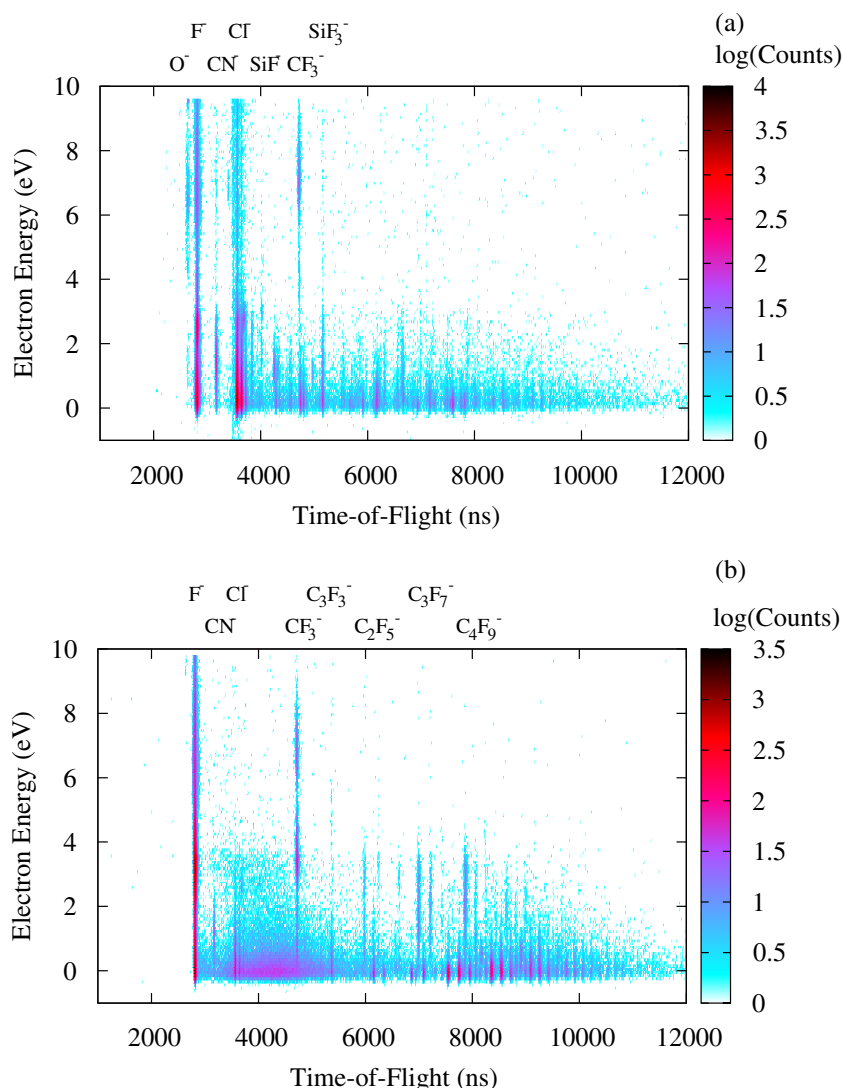 (a)
SiF₃⁻
F⁻ Cl⁻
O⁻ CN⁻ SiF⁻ CF₃⁻
log(Counts)
10
8
6
4
2
0
Electron Energy (eV)
2000 4000 6000 8000 10000 12000
Time-of-Flight (ns)
4
3.5
3
2.5
2
1.5
1
0.5
0
(b)
F⁻ Cl⁻ C₃F₃⁻ C₃F₇⁻
CN⁻ CF₃⁻ C₂F₅⁻ C₄F₉⁻
log(Counts)
10
8
6
4
2
0
Electron Energy (eV)
2000 4000 6000 8000 10000 12000
Time-of-Flight (ns)
3.5
3
2.5
2
1.5
1
0.5
0